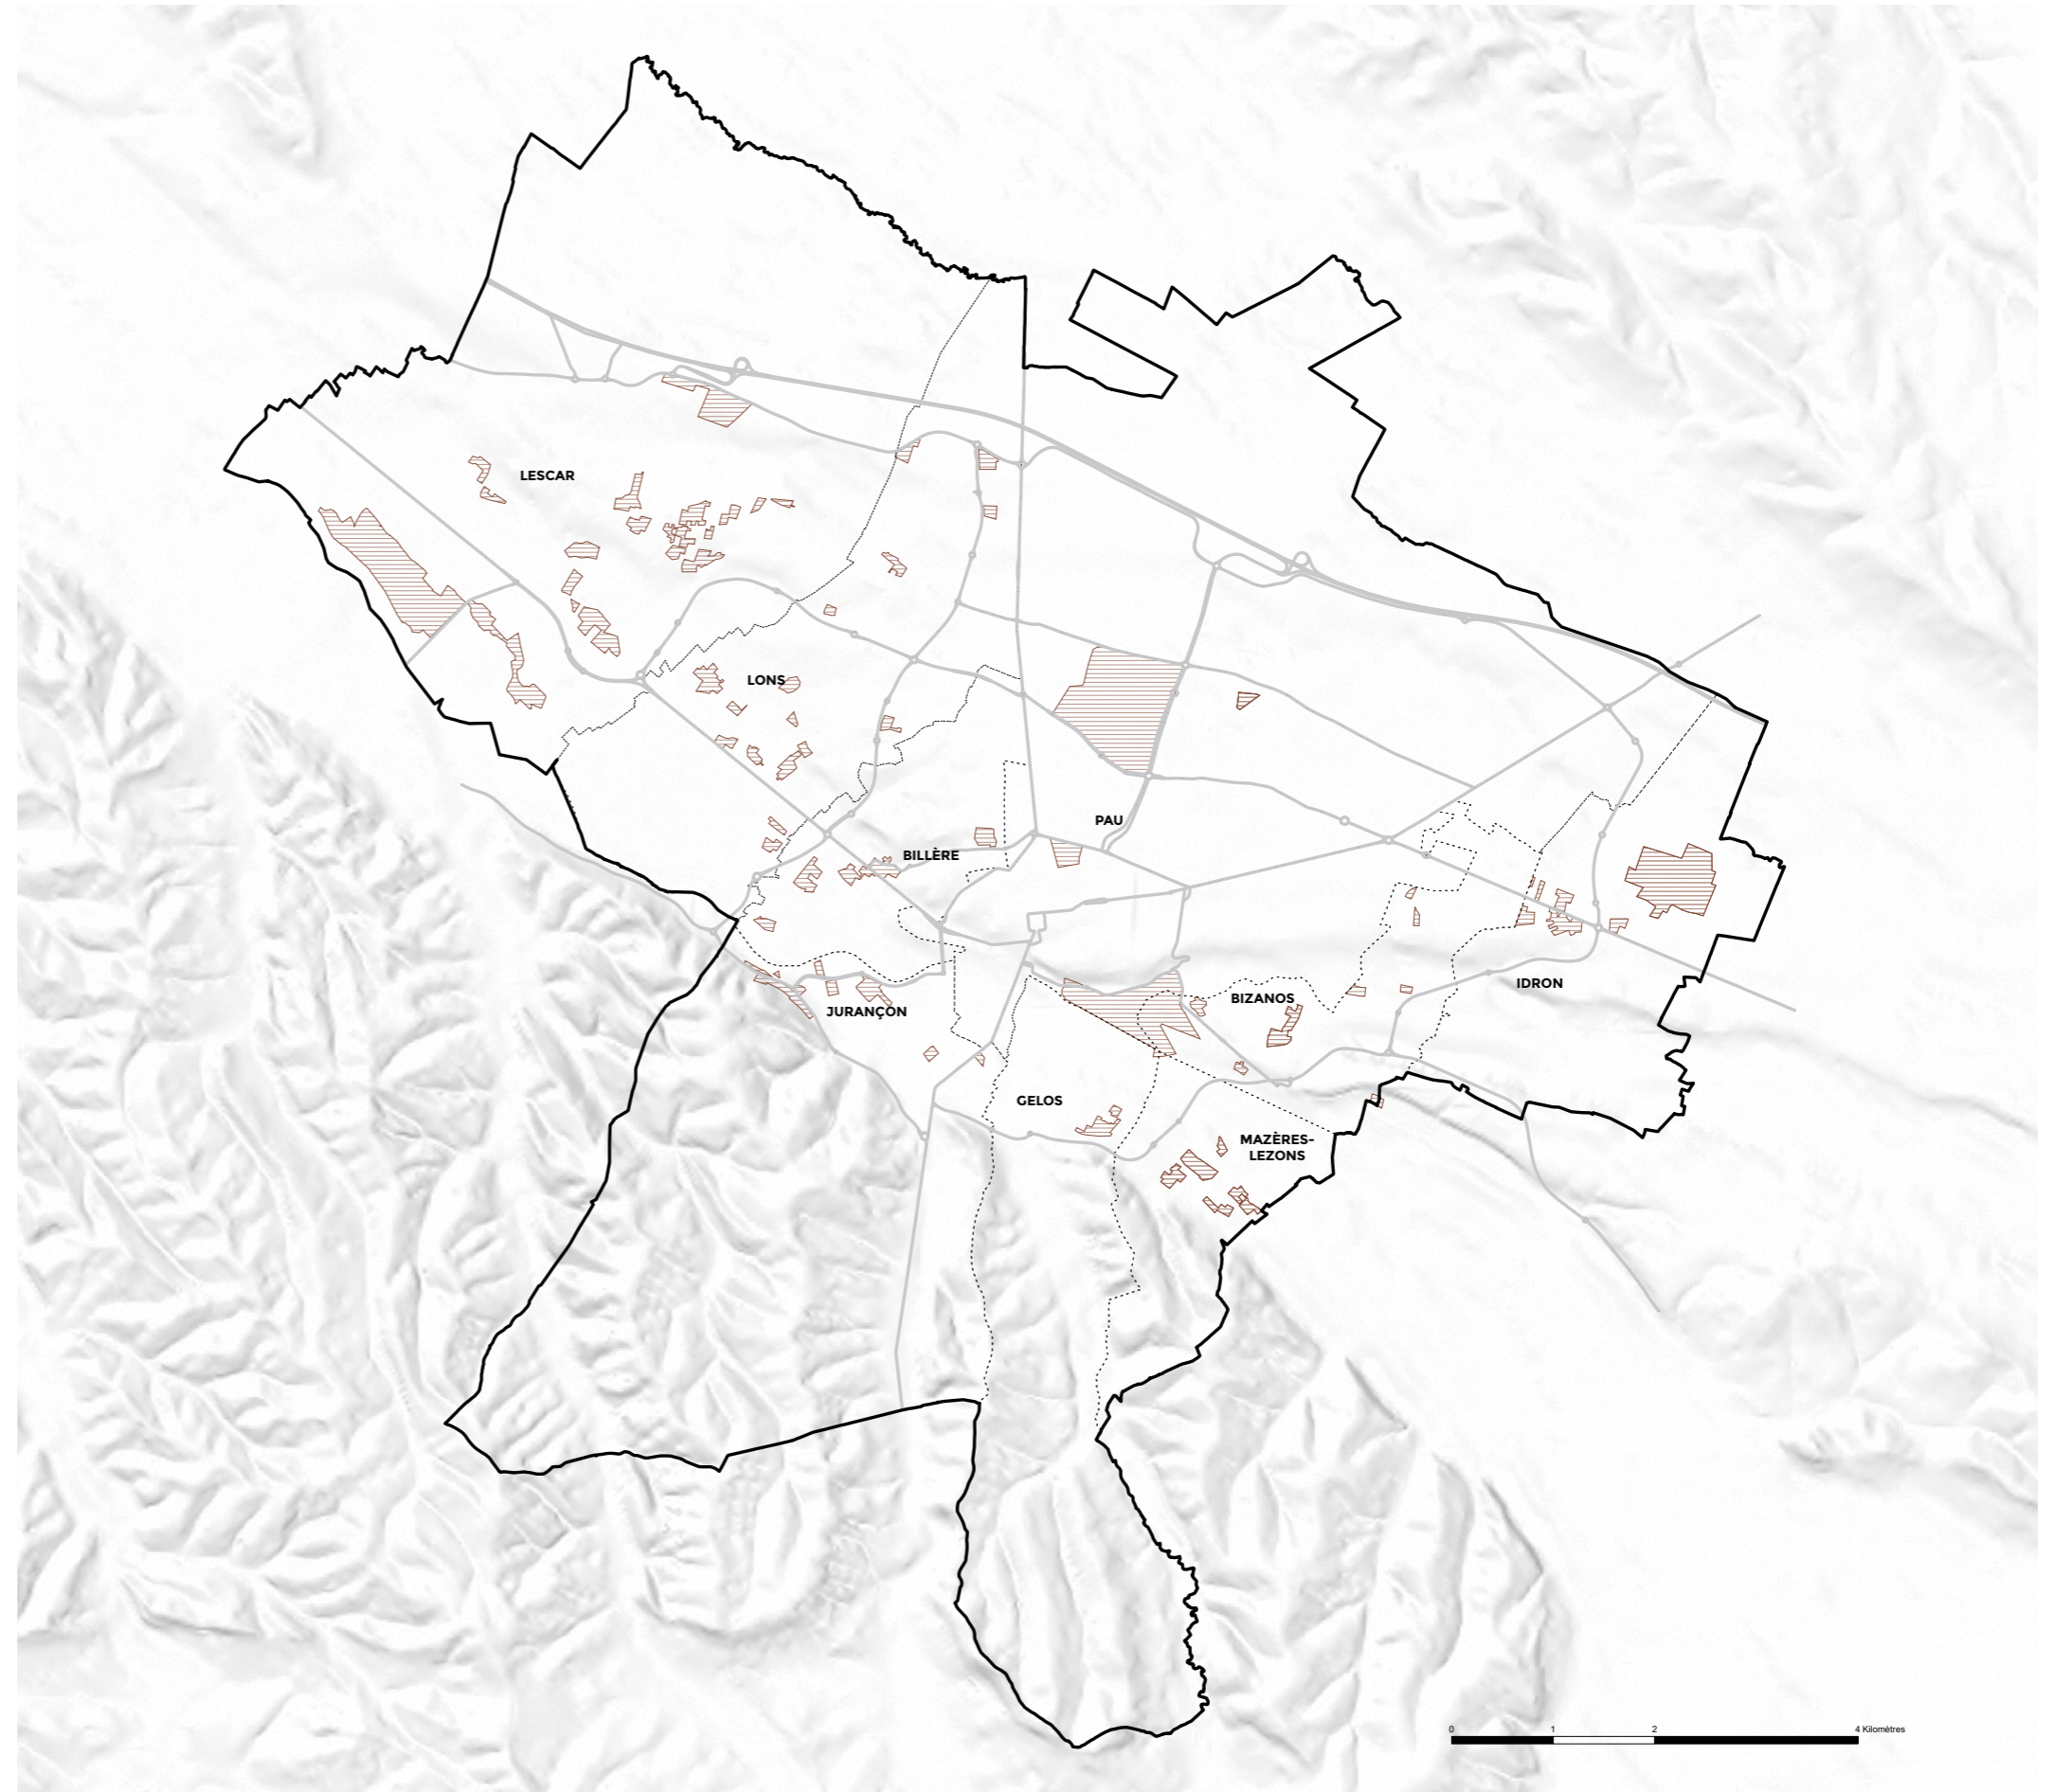 LESCAR
LONS
PAU
BILLÈRE
IDRON
BIZANOS
JURANÇON
GELOS
MAZÈRES-
LEZONS
0 1 2 4 Kilomètres